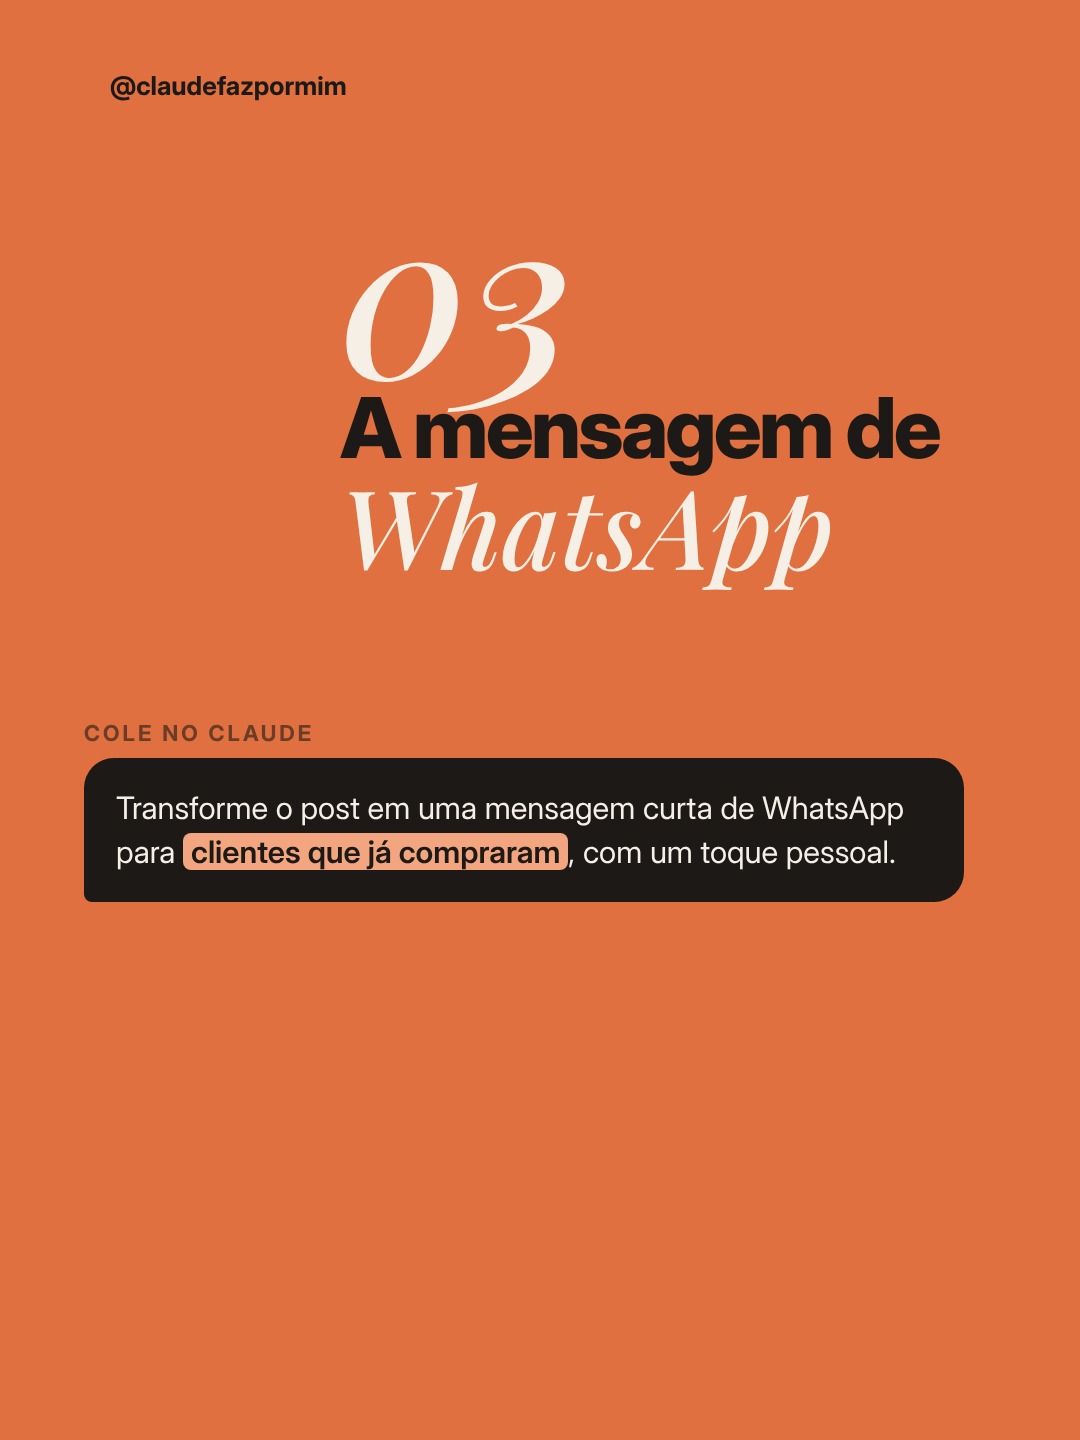 @claudefazpormim
03
A mensagem de
WhatsApp
COLE NO CLAUDE
Transforme o post em uma mensagem curta de WhatsApp
para clientes que já compraram, com um toque pessoal.